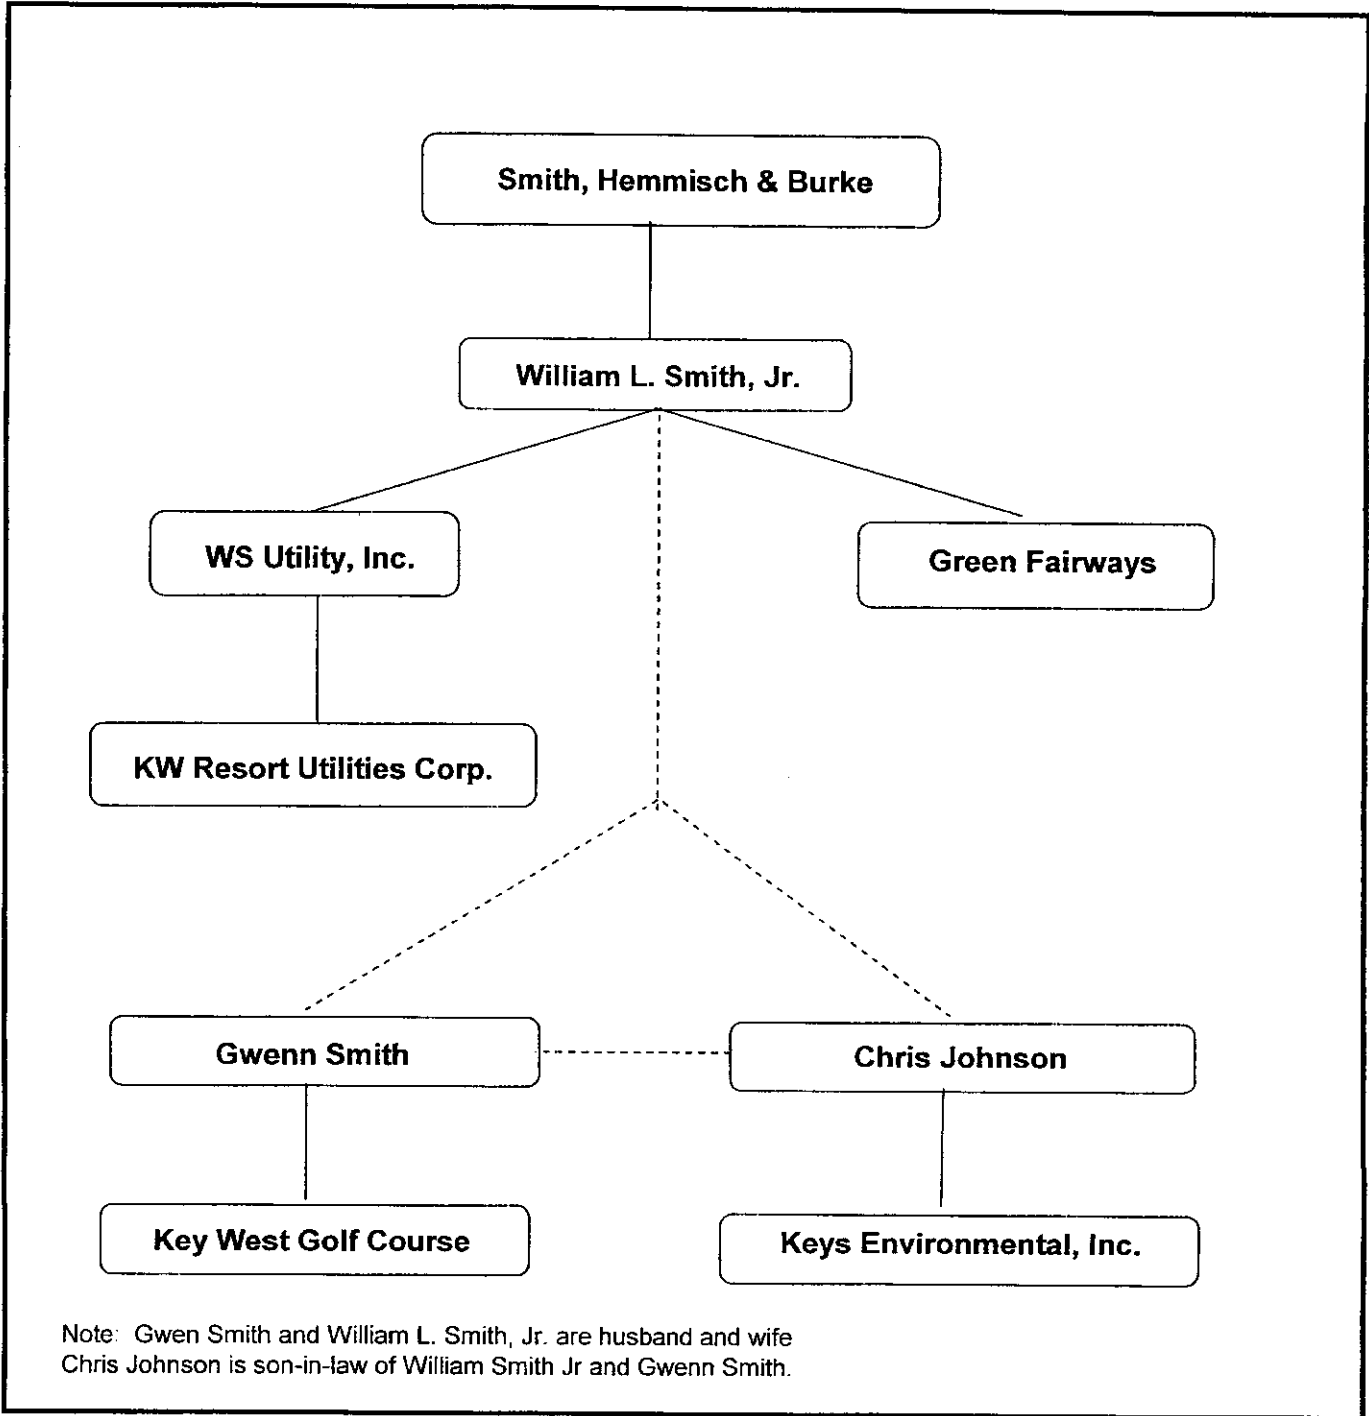 Smith, Hemmisch & Burke
William L. Smith, Jr.
WS Utility, Inc.
Green Fairways
KW Resort Utilities Corp.
Gwenn Smith
Chris Johnson
Key West Golf Course
Keys Environmental, Inc.
Note: Gwen Smith and William L. Smith, Jr. are husband and wife
Chris Johnson is son-in-law of William Smith Jr and Gwenn Smith.